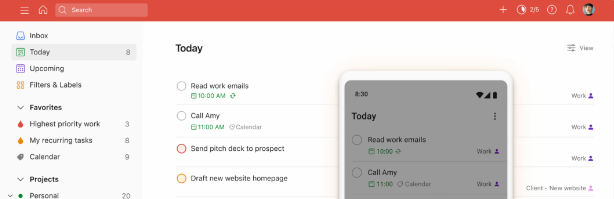 Search
2/5
Inbox
Today 8
Upcoming
Filters & Labels
Favorites
Highest priority work 3
My recurring tasks 8
Calendar 9
Projects
Personal 20
Today
View
Read work emails
10:00 AM
Work
Call Amy
11:00 AM Calendar
Work
Send pitch deck to prospect
Work
Draft new website homepage
Client - New website
8:30
Today
Read work emails
10:00 Work
Call Amy
11:00 Calendar Work